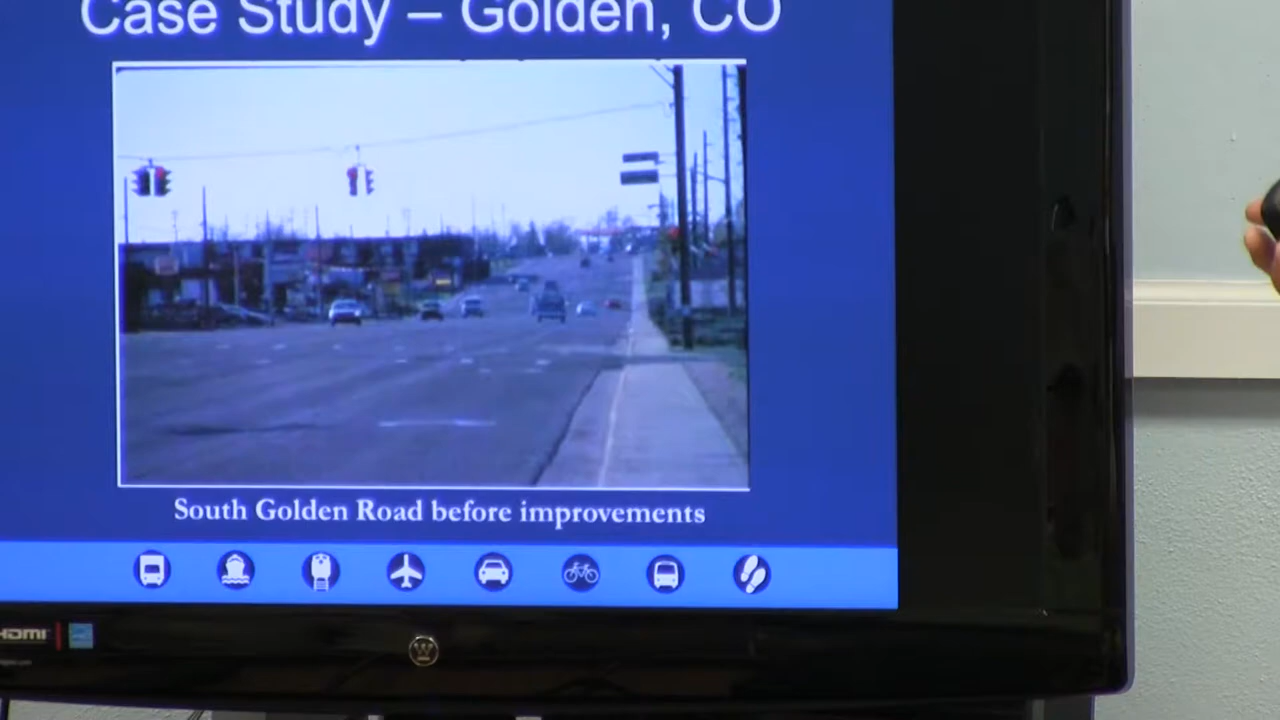 Case Study – Golden, CO
South Golden Road before improvements
HDMI